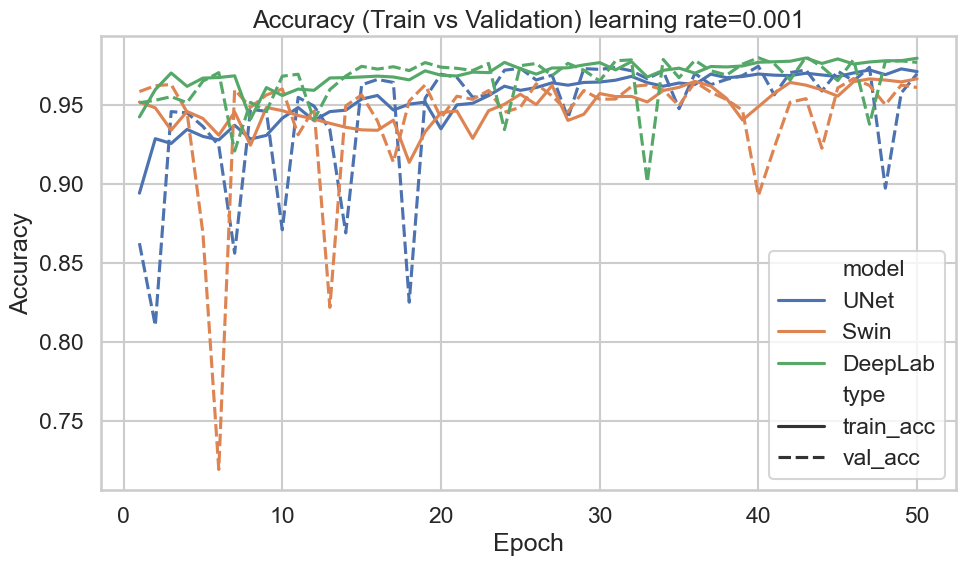 Accuracy (Train vs Validation) learning rate=0.001
Accuracy
0.95
0.90
0.85
0.80
0.75
model
UNet
Swin
DeepLab
type
train_acc
val_acc
0 10 20 30 40 50
Epoch